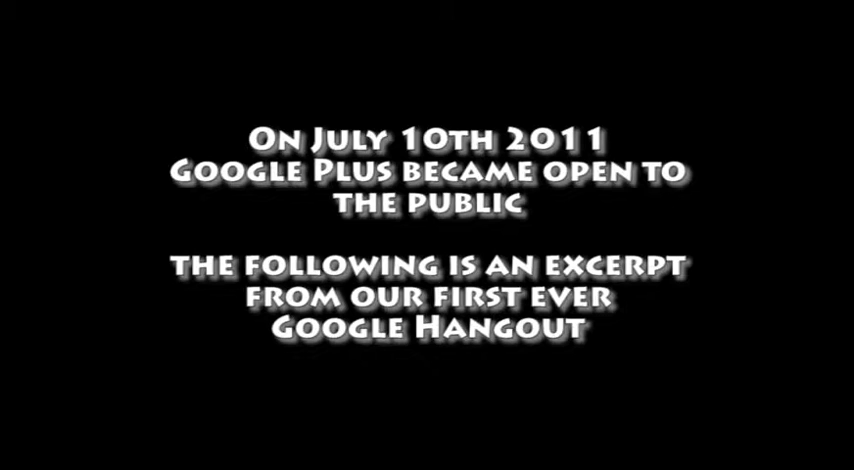 On July 10th 2011
Google Plus became open to
the public
the following is an excerpt
from our first ever
Google Hangout